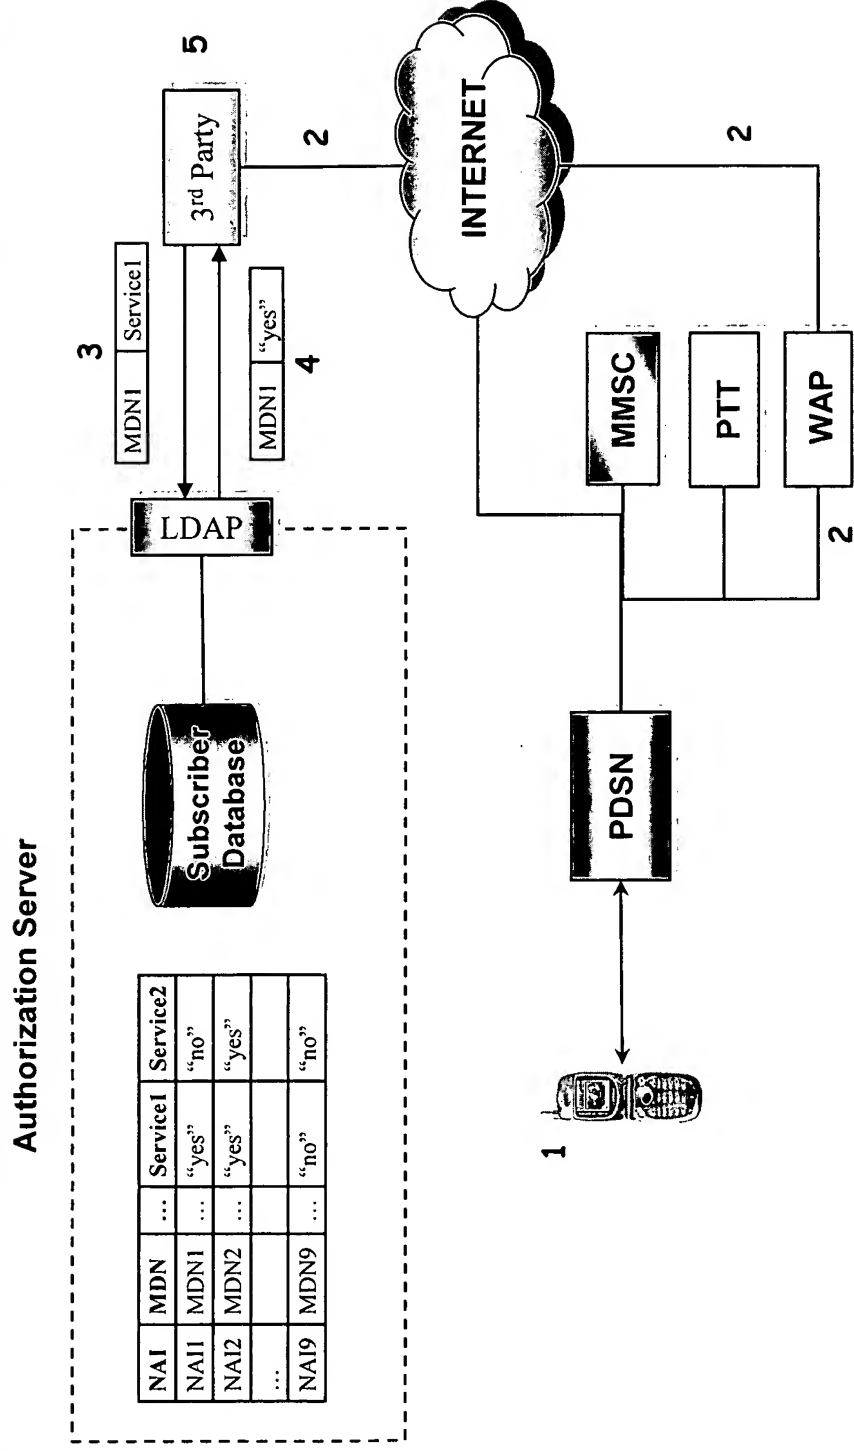 Authorization Server
NAI MDN … Service1 Service2
NAI1 MDN1 … “yes” “no”
NAI2 MDN2 … “yes” “yes”
…
NAI9 MDN9 … “no” “no”
Subscriber
Database
LDAP
3
MDN1 Service1
MDN1 “yes”
4
3rd Party
5
2
INTERNET
1
PDSN
MMSC
PTT
WAP
2
2